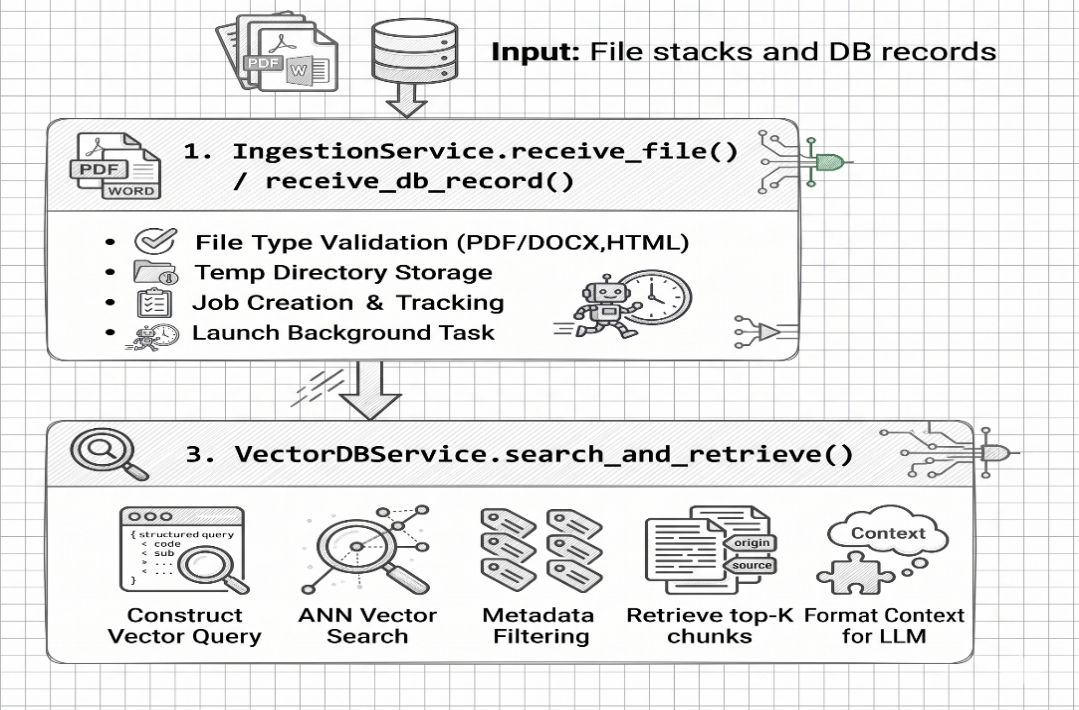 Input: File stacks and DB records
PDF
W
1. IngestionService.receive_file()
/ receive_db_record()
PDF
WORD
• File Type Validation (PDF/DOCX,HTML)
• Temp Directory Storage
• Job Creation & Tracking
• Launch Background Task
3. VectorDBService.search_and_retrieve()
{ structured query
< code
< sub
> ...
< ...
}
origin
source
Context
Construct
Vector Query
ANN Vector
Search
Metadata
Filtering
Retrieve top-K
chunks
Format Context
for LLM